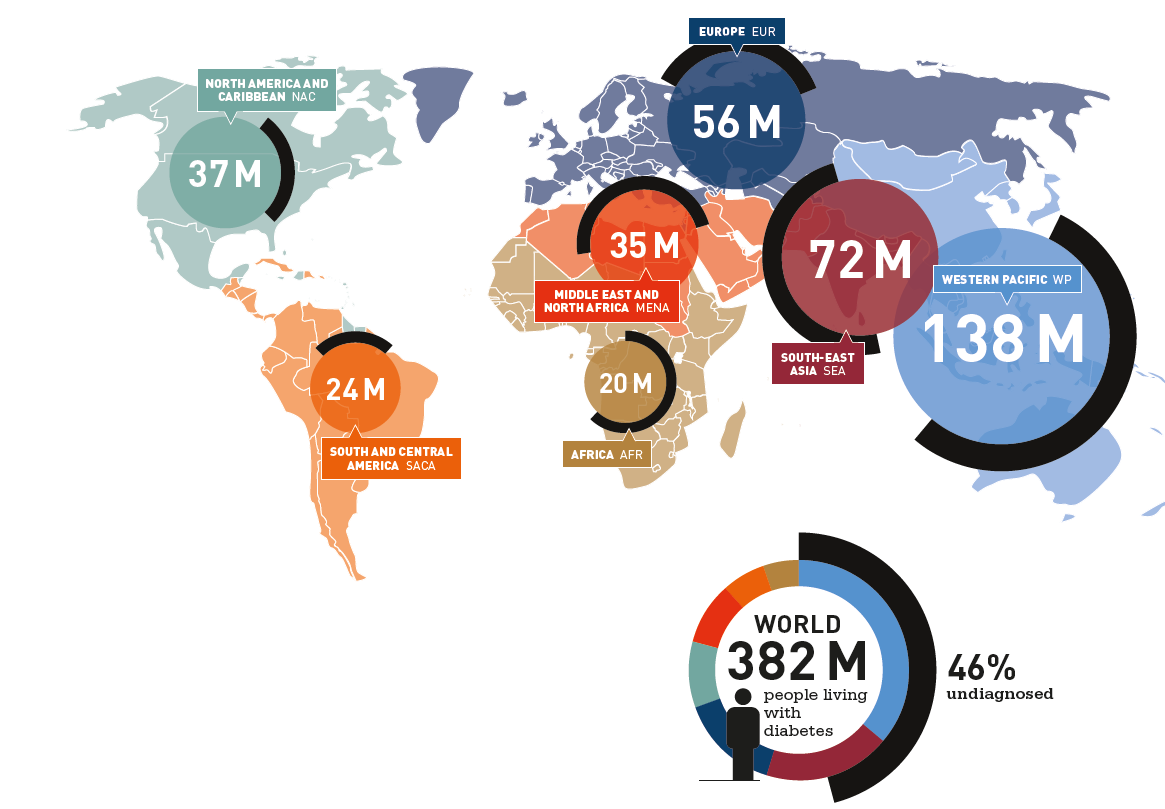 EUROPE EUR
56 M
NORTH AMERICA AND
CARIBBEAN NAC
37 M
35 M
MIDDLE EAST AND
NORTH AFRICA MENA
72 M
SOUTH-EAST
ASIA SEA
WESTERN PACIFIC WP
138 M
24 M
SOUTH AND CENTRAL
AMERICA SACA
20 M
AFRICA AFR
WORLD
382 M
people living
with
diabetes
46%
undiagnosed